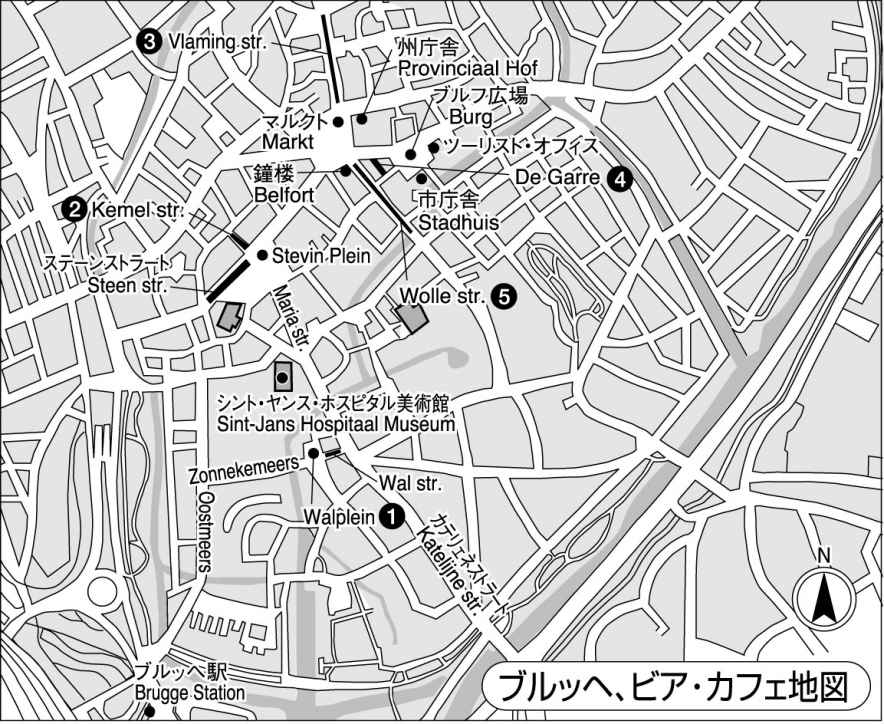 ❸ Vlaming str.
州庁舎
Provinciaal Hof
ブルフ広場
Burg
マルクト
Markt
ツーリスト・オフィス
鐘楼
Belfort
De Garre ❹
市庁舎
Stadhuis
❷ Kemel str.
Stevin Plein
ステーンストラート
Steen str.
Wolle str. ❺
Maria str.
シント・ヤンス・ホスピタル美術館
Sint-Jans Hospitaal Museum
Zonnekemeers
Wal str.
Oostmeers
Walplein ❶
カテリェネストラート
Katelijne str.
N
ブルッヘ駅
Brugge Station
ブルッヘ、ビア・カフェ地図